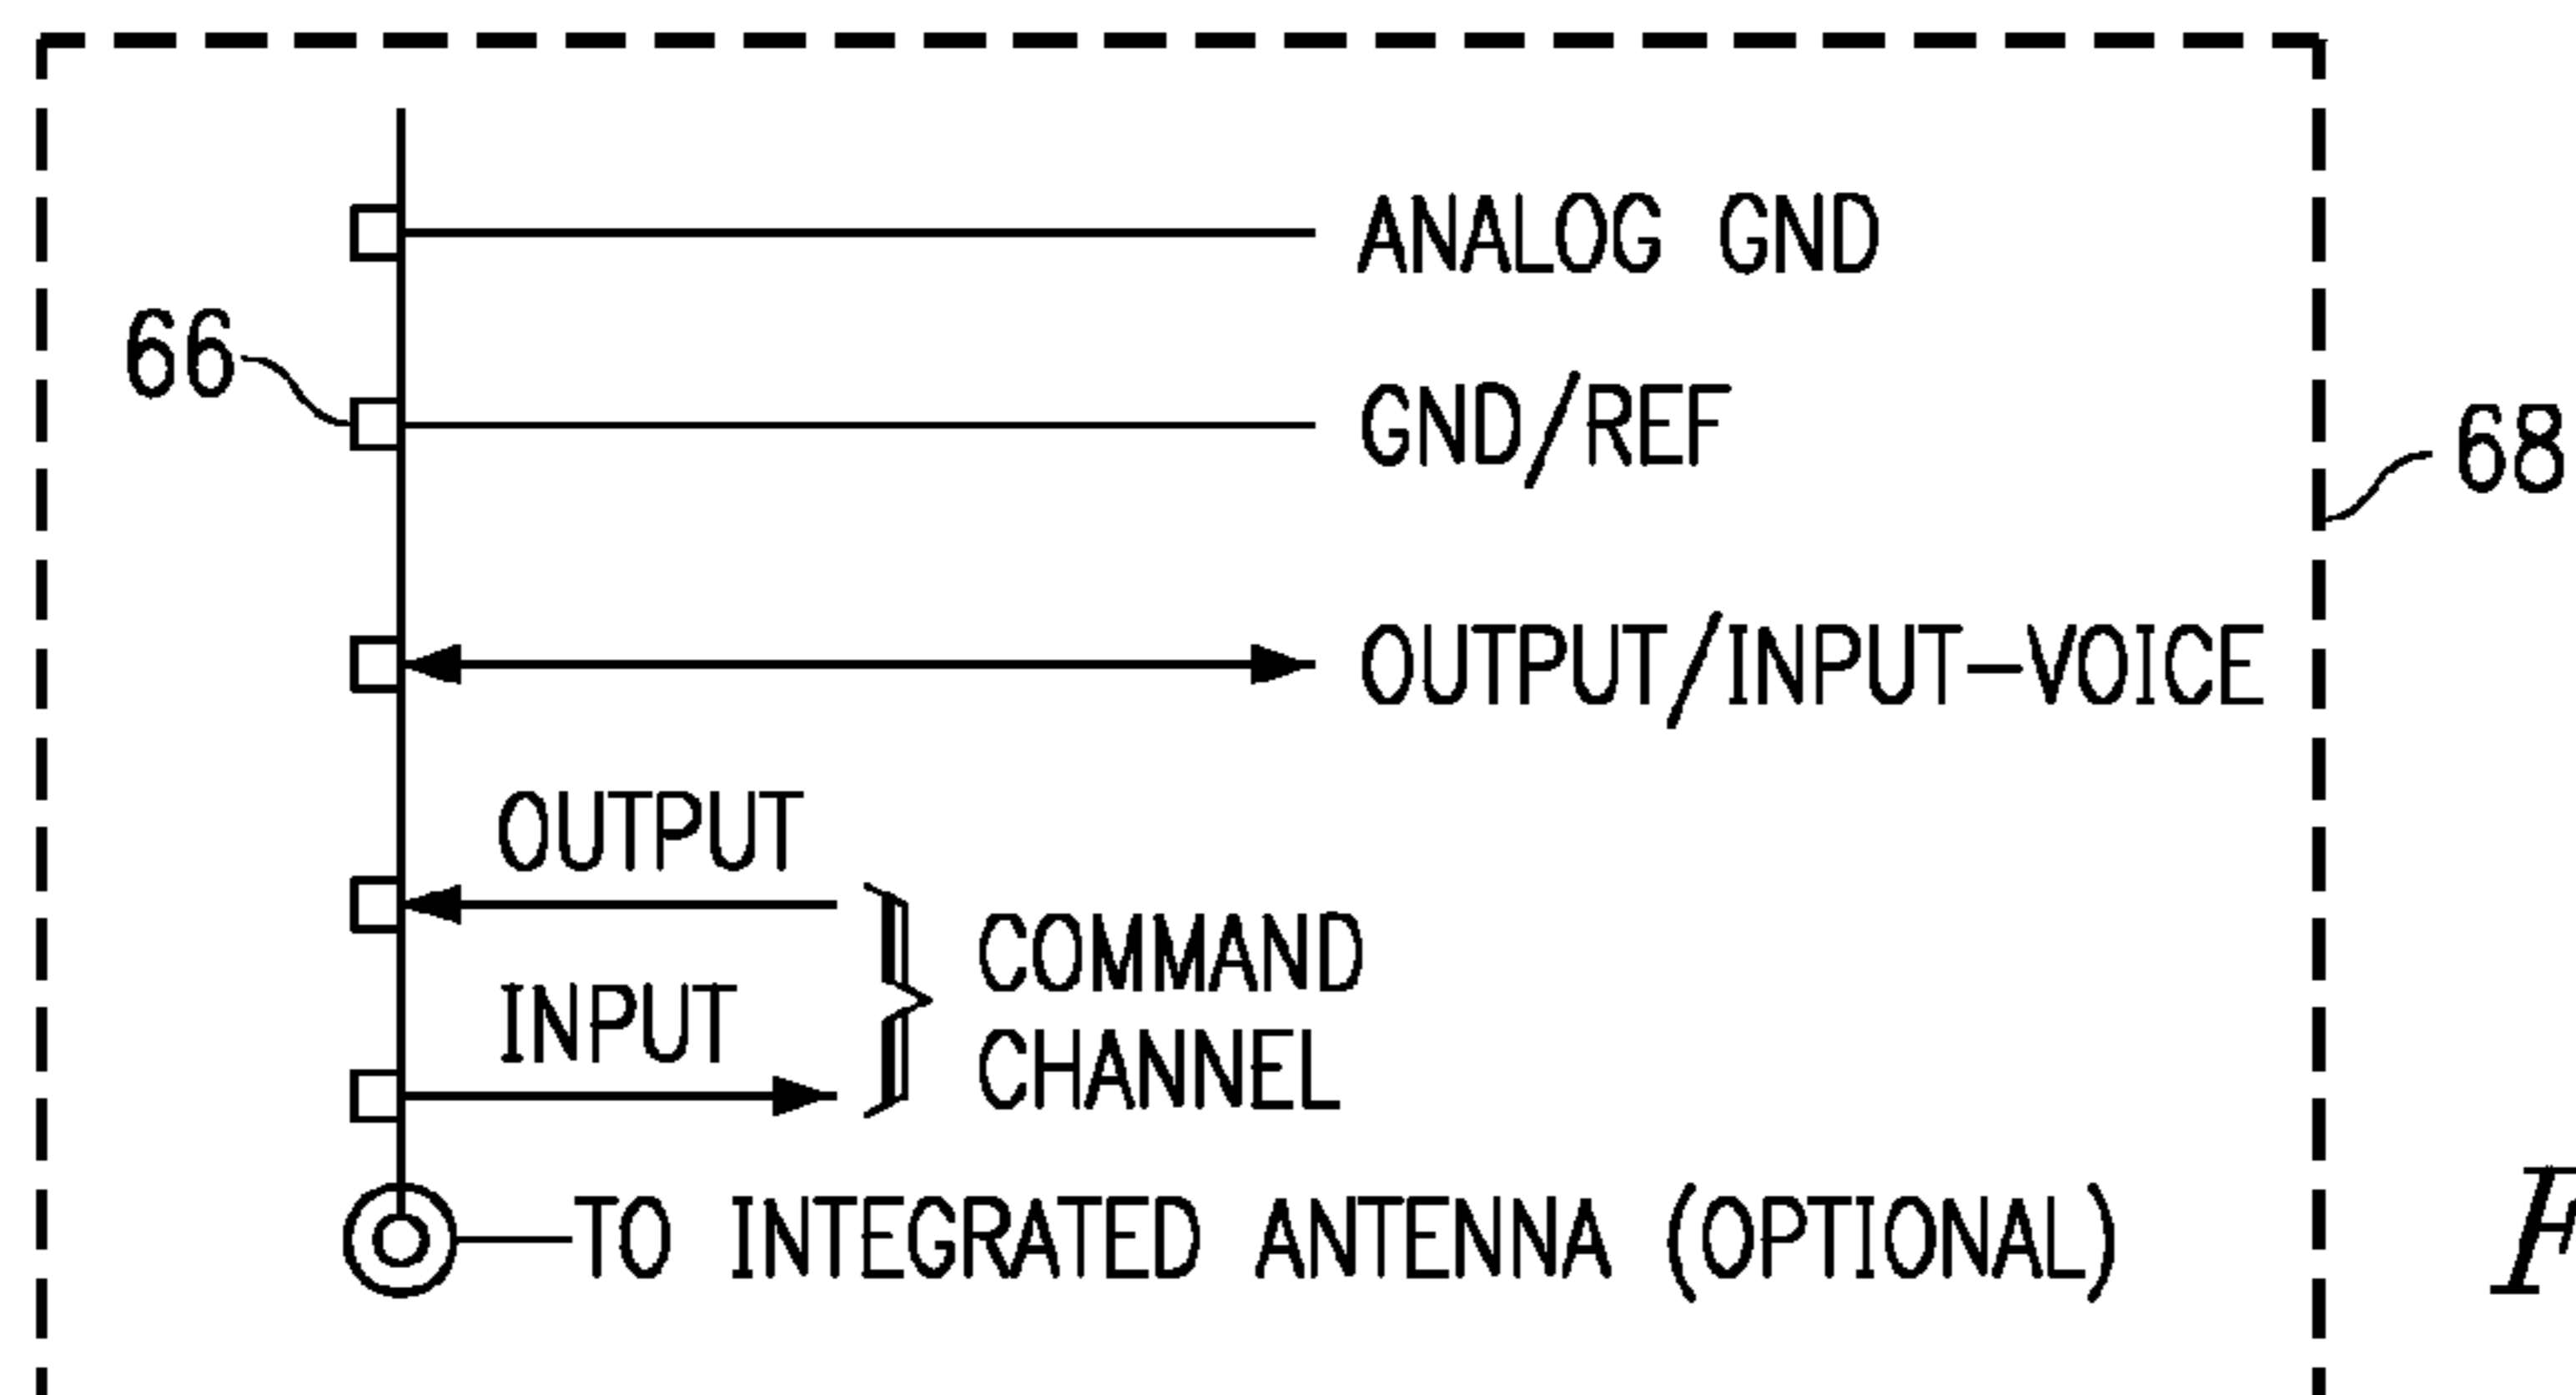 ANALOG GND
66
GND/REF
68
OUTPUT/INPUT-VOICE
OUTPUT
INPUT
COMMAND
CHANNEL
TO INTEGRATED ANTENNA (OPTIONAL)